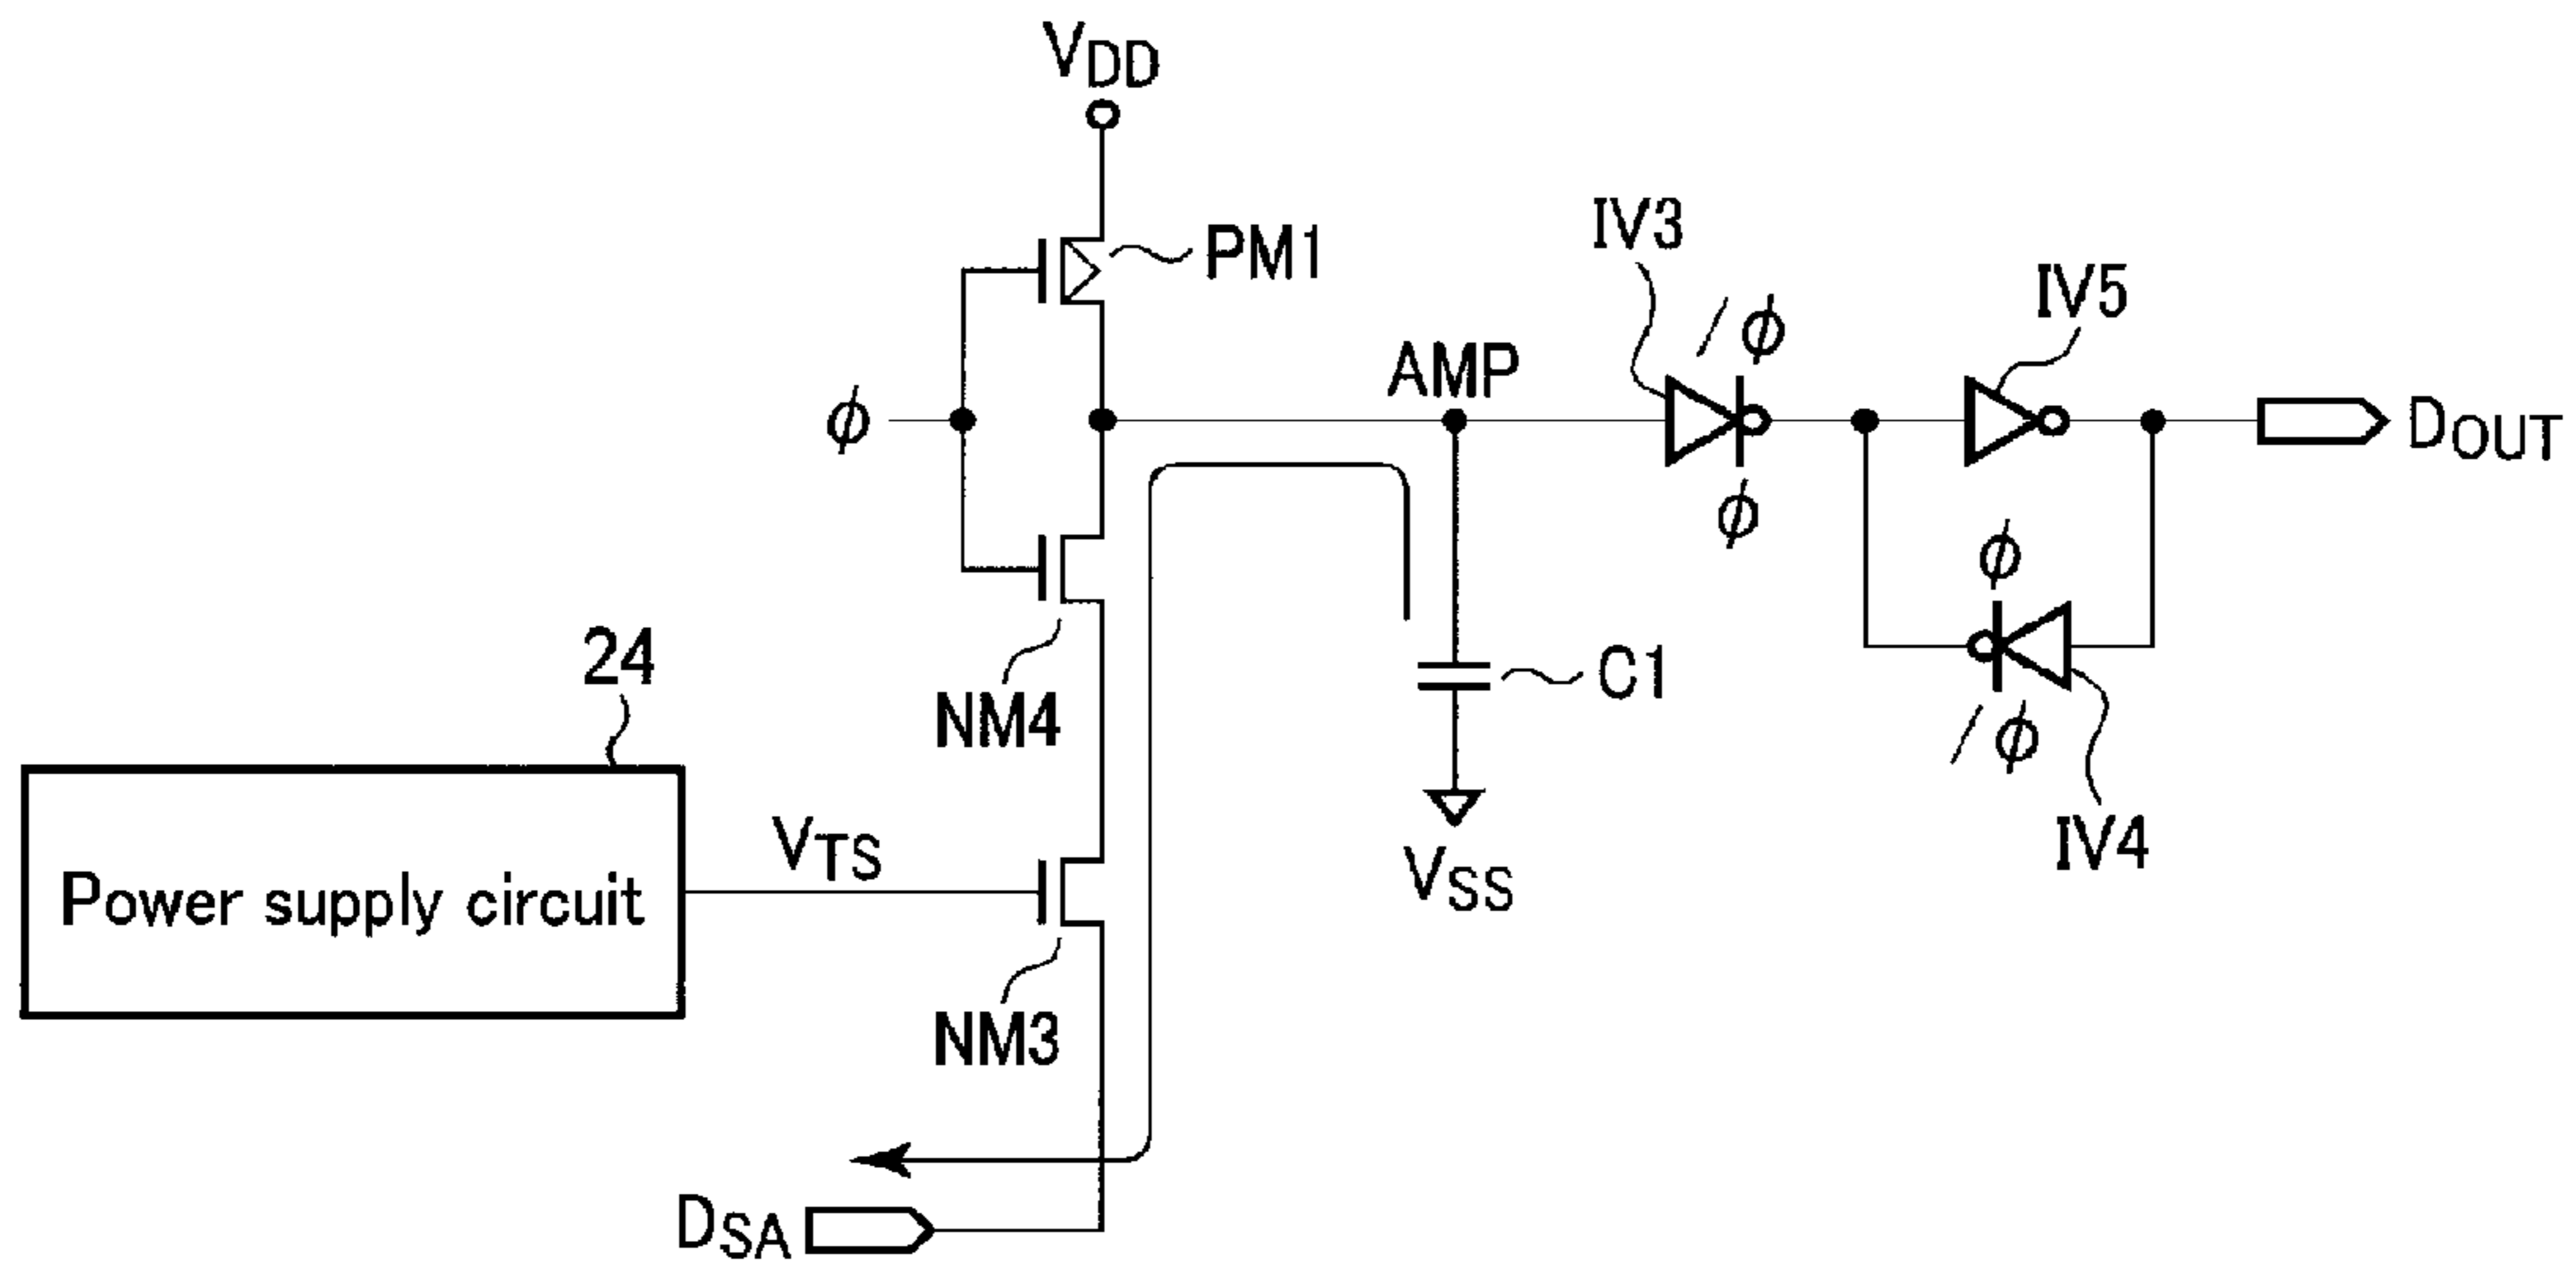 VDD
PM1
IV3
/ϕ
IV5
AMP
ϕ
DOUT
ϕ
ϕ
24
NM4
C1
/ϕ
IV4
VTS
VSS
Power supply circuit
NM3
DSA